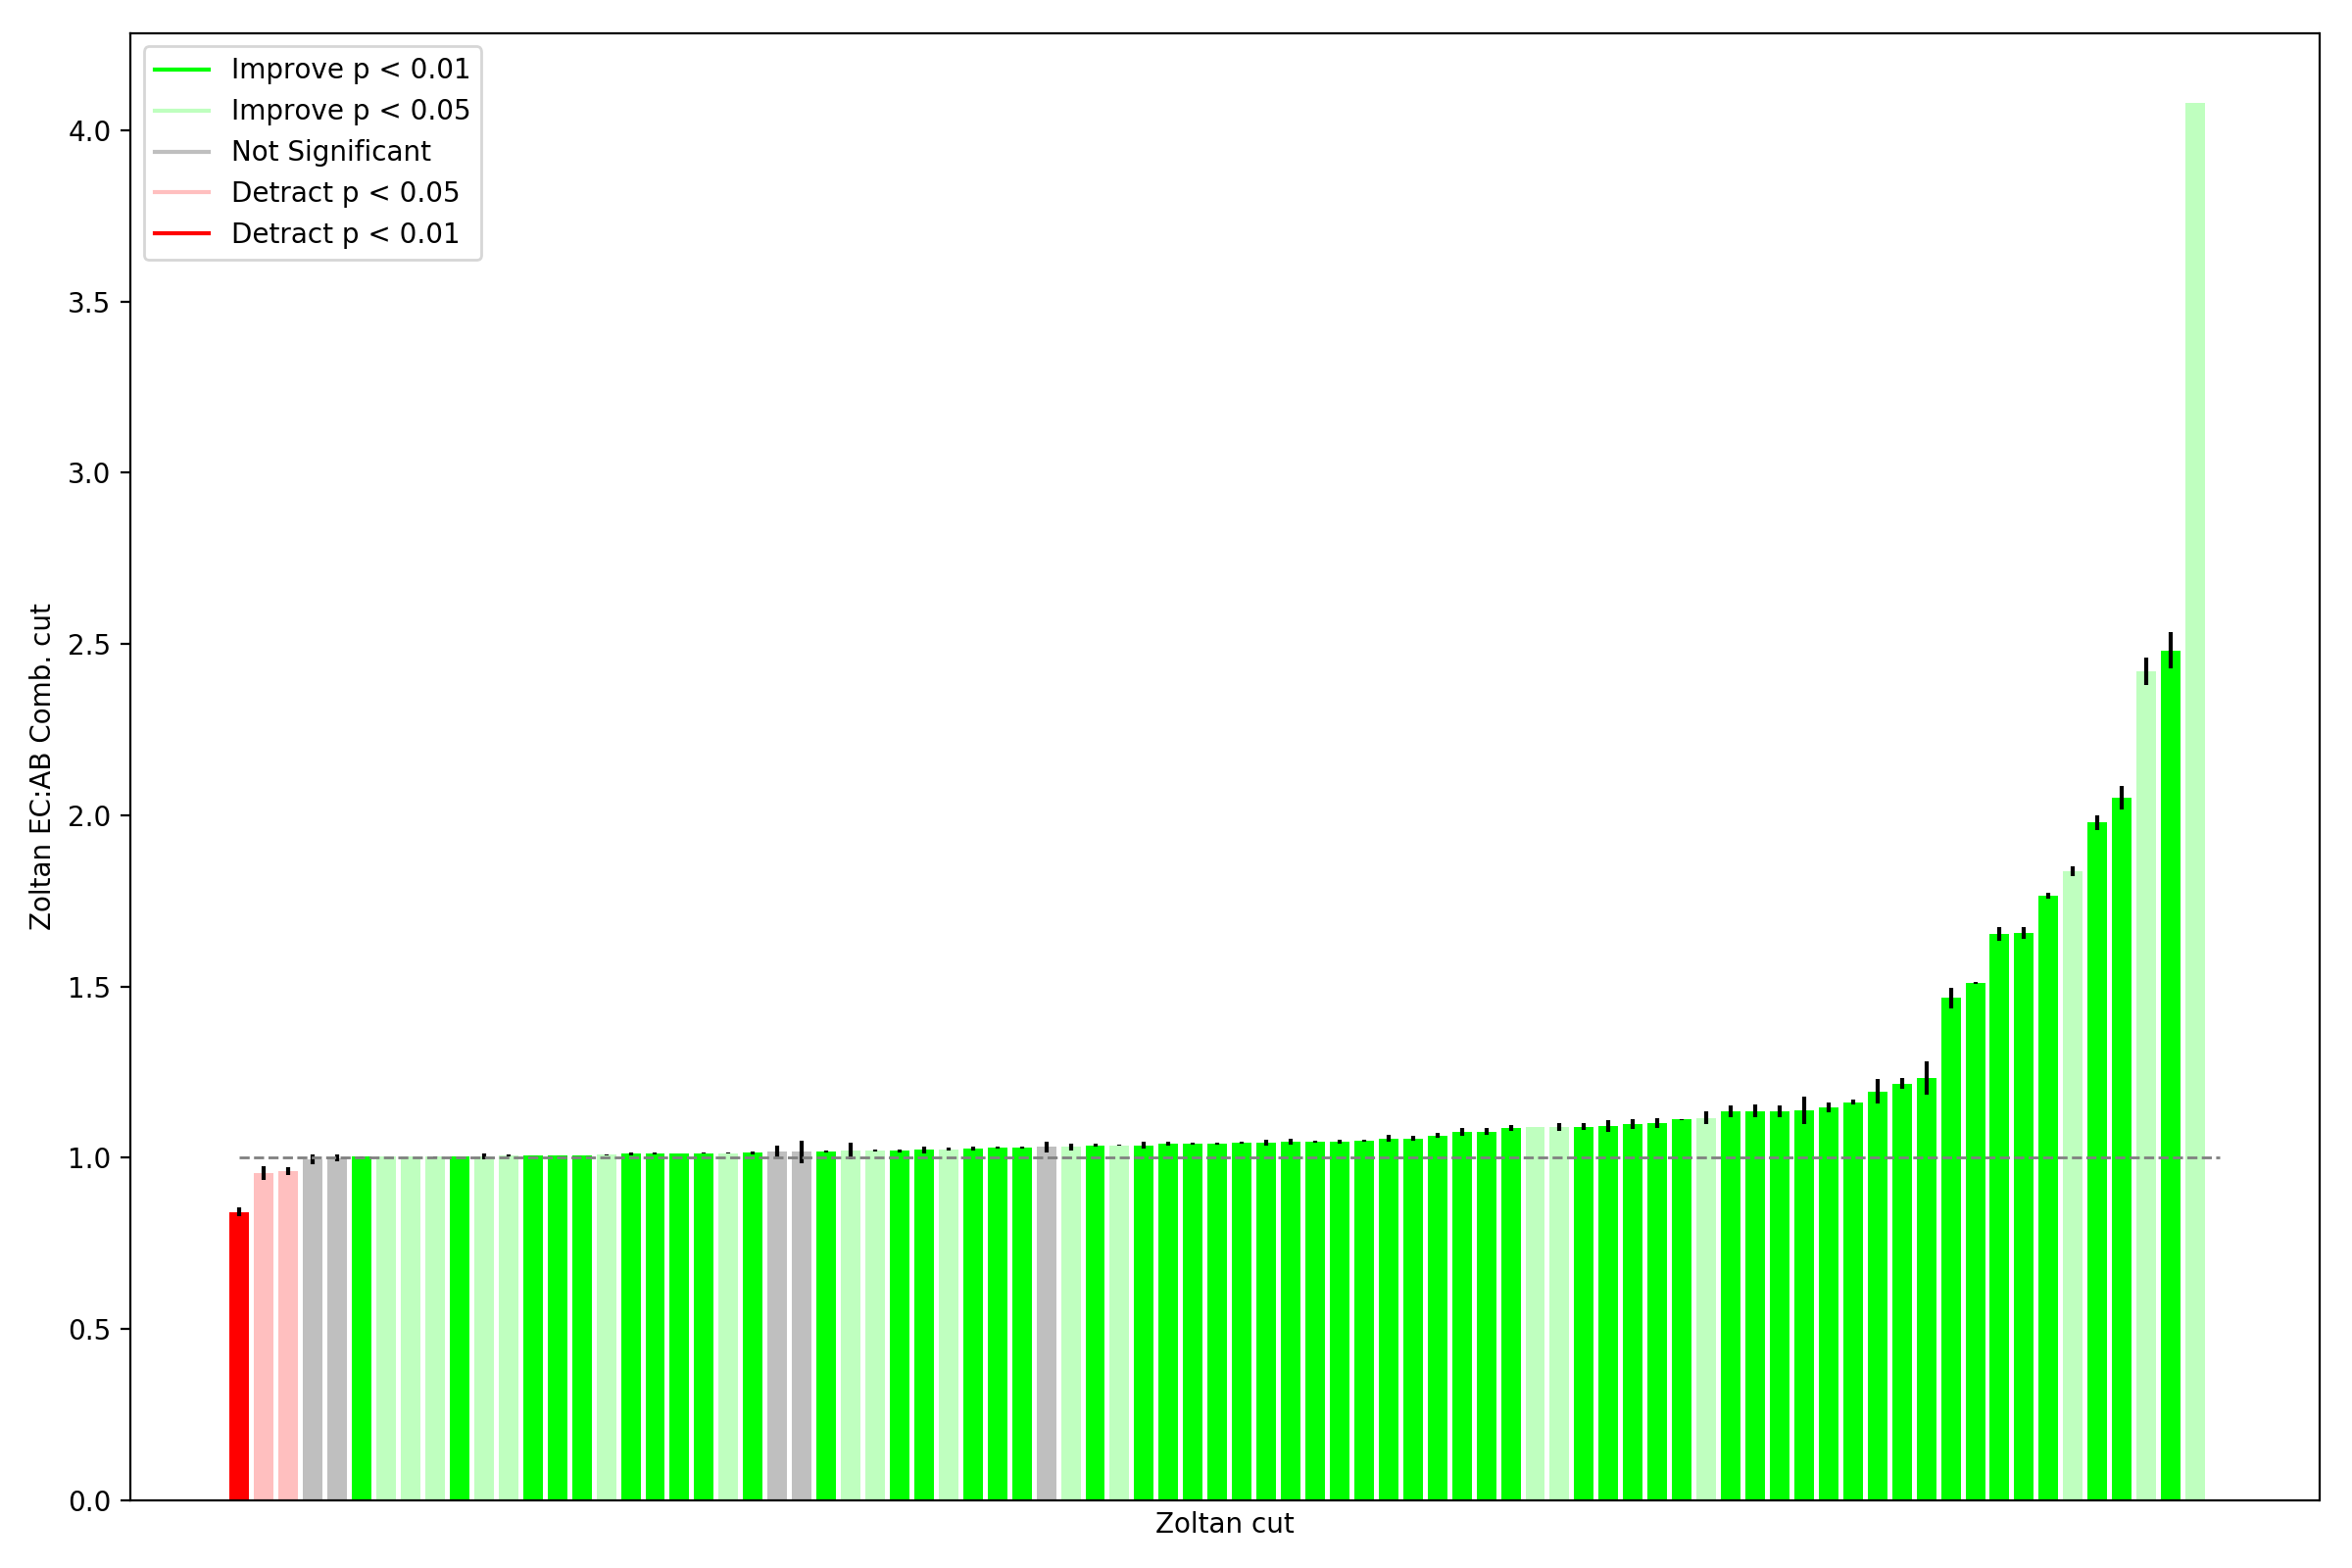 Improve p < 0.01
Improve p < 0.05
Not Significant
Detract p < 0.05
Detract p < 0.01
4.0
3.5
3.0
2.5
2.0
1.5
1.0
0.5
0.0
Zoltan EC:AB Comb. cut
Zoltan cut